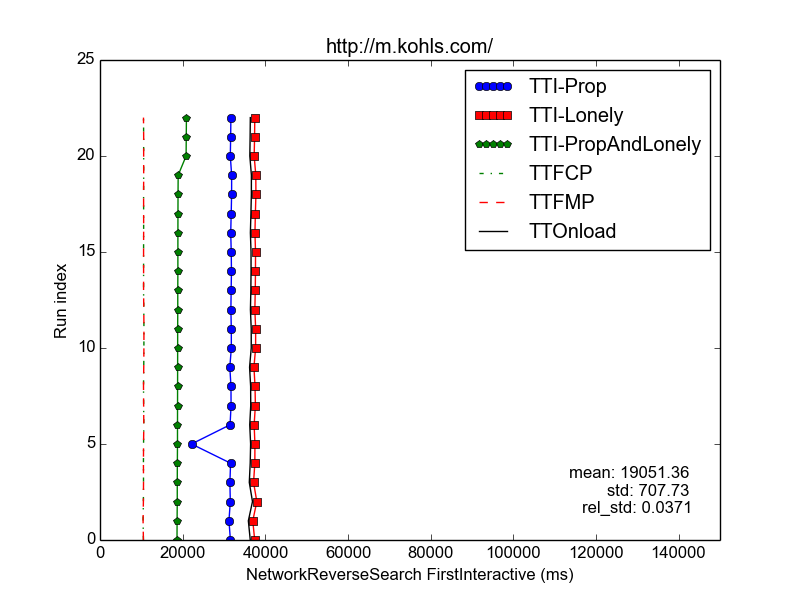 http://m.kohls.com/
25
20
15
10
5
0
Run index
TTI-Prop
TTI-Lonely
TTI-PropAndLonely
TTFCP
TTFMP
TTOnload
mean: 19051.36
std: 707.73
rel_std: 0.0371
0 20000 40000 60000 80000 100000 120000 140000
NetworkReverseSearch FirstInteractive (ms)